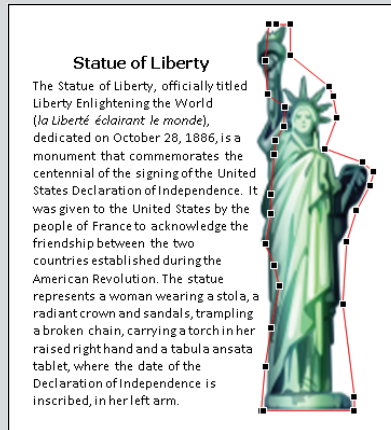 Statue of Liberty
The Statue of Liberty, officially titled
Liberty Enlightening the World
(la Liberté éclairant le monde),
dedicated on October 28, 1886, is a
monument that commemorates the
centennial of the signing of the United
States Declaration of Independence. It
was given to the United States by the
people of France to acknowledge the
friendship between the two
countries established during the
American Revolution. The statue
represents a woman wearing a stola, a
radiant crown and sandals, trampling
a broken chain, carrying a torch in her
raised right hand and a tabula ansata
tablet, where the date of the
Declaration of Independence is
inscribed, in her left arm.